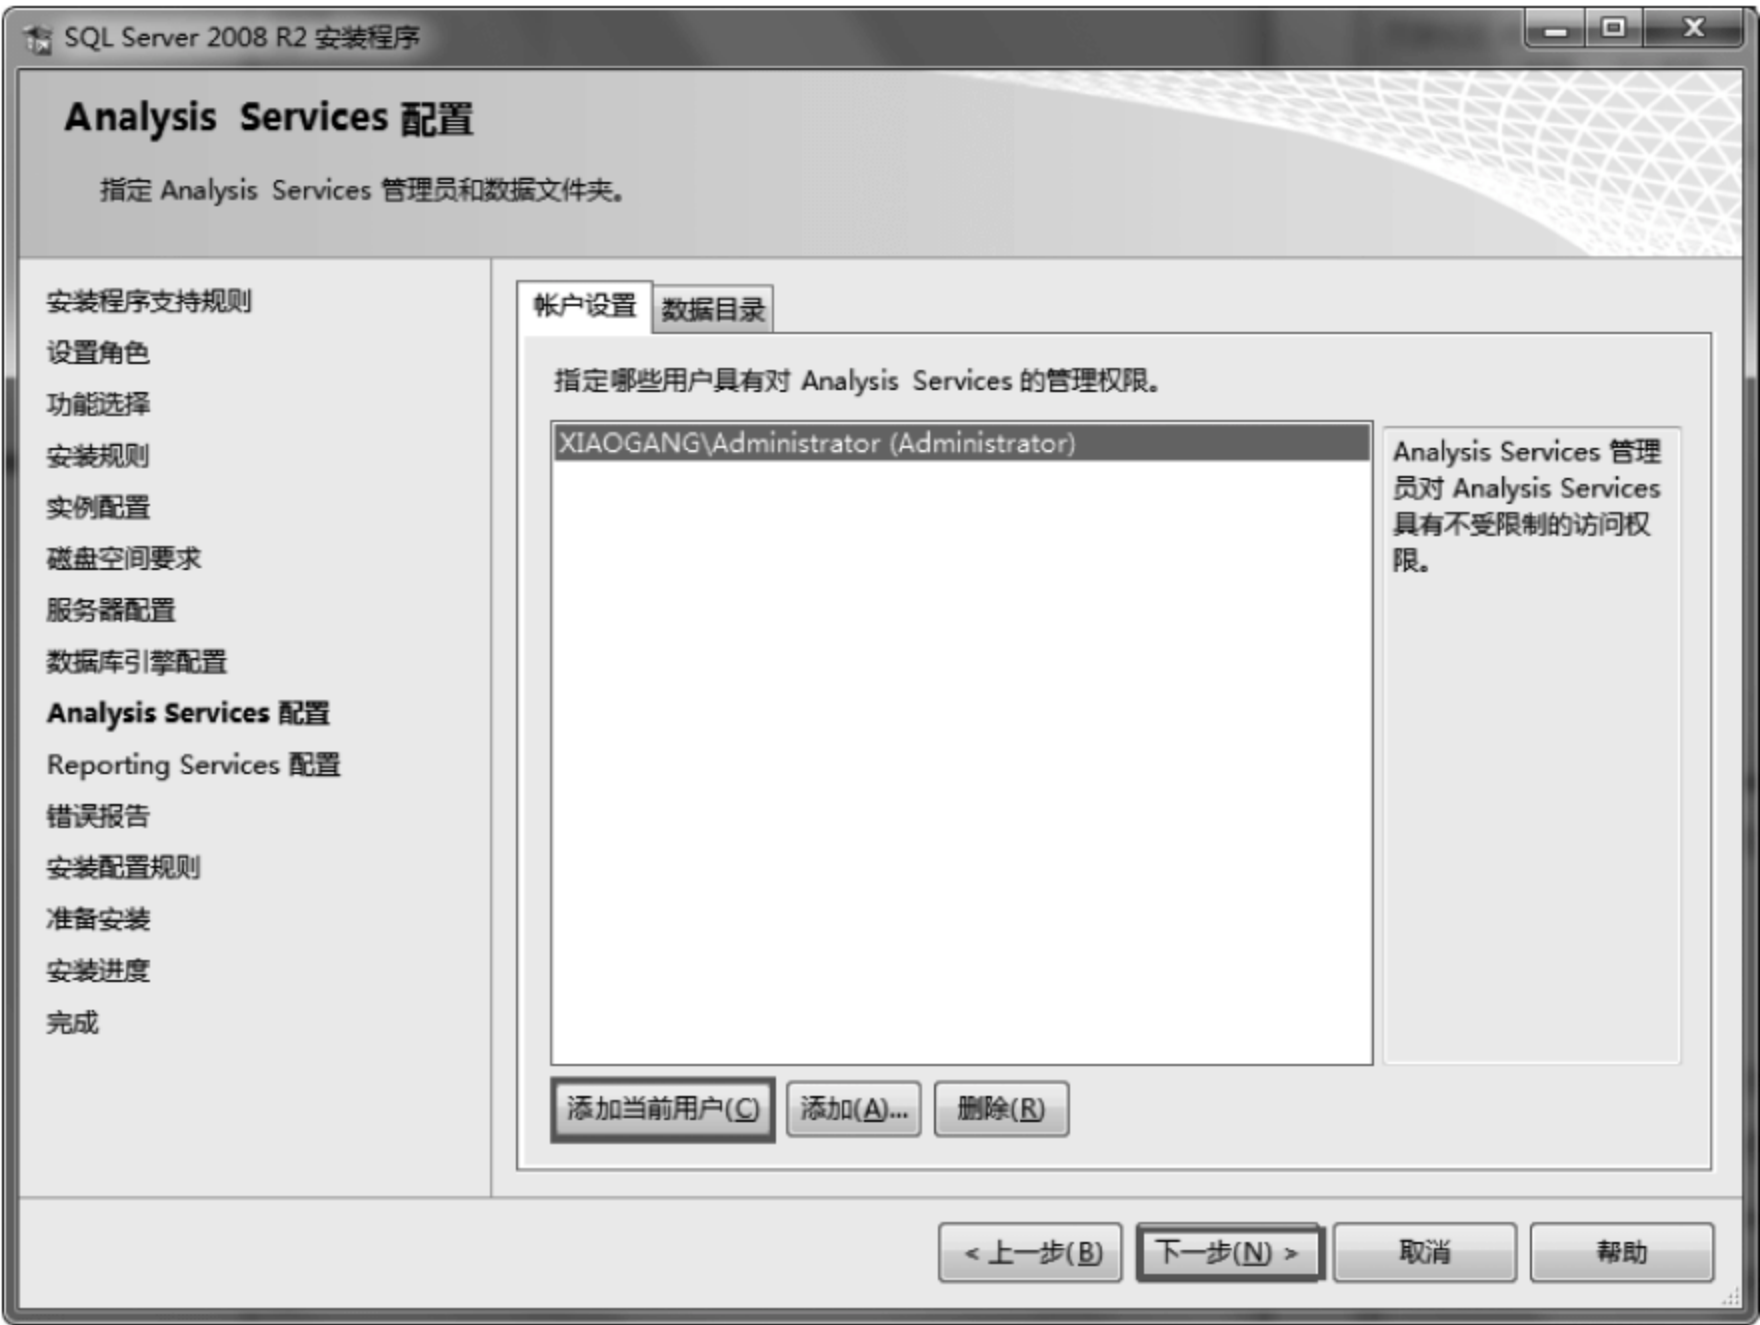 SQL Server 2008 R2 安装程序
Analysis Services 配置
指定 Analysis Services 管理员和数据文件夹。
安装程序支持规则
设置角色
功能选择
安装规则
实例配置
磁盘空间要求
服务器配置
数据库引擎配置
Analysis Services 配置
Reporting Services 配置
错误报告
安装配置规则
准备安装
安装进度
完成
帐户设置
数据目录
指定哪些用户具有对 Analysis Services 的管理权限。
XIAOGANG\Administrator (Administrator)
Analysis Services 管理
员对 Analysis Services
具有不受限制的访问权
限。
添加当前用户(C)
添加(A)...
删除(R)
< 上一步(B)
下一步(N) >
取消
帮助